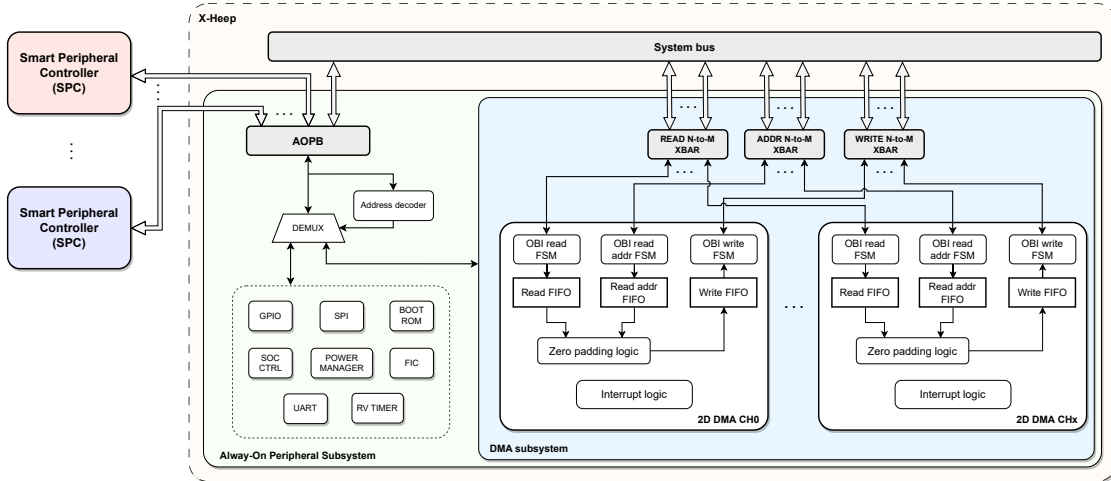 X-Heep
System bus
Smart Peripheral
Controller
(SPC)
. . .
. . .
Smart Peripheral
Controller
(SPC)
. . .
AOPB
Address decoder
DEMUX
GPIO
SPI
BOOT
ROM
SOC
CTRL
POWER
MANAGER
FIC
UART
RV TIMER
Alway-On Peripheral Subsystem
. . .
. . .
. . .
READ N-to-M
XBAR
ADDR N-to-M
XBAR
WRITE N-to-M
XBAR
. . .
. . .
. . .
OBI read
FSM
OBI read
addr FSM
OBI write
FSM
Read FIFO
Read addr
FIFO
Write FIFO
Zero padding logic
Interrupt logic
2D DMA CH0
. . .
OBI read
FSM
OBI read
addr FSM
OBI write
FSM
Read FIFO
Read addr
FIFO
Write FIFO
Zero padding logic
Interrupt logic
2D DMA CHx
DMA subsystem